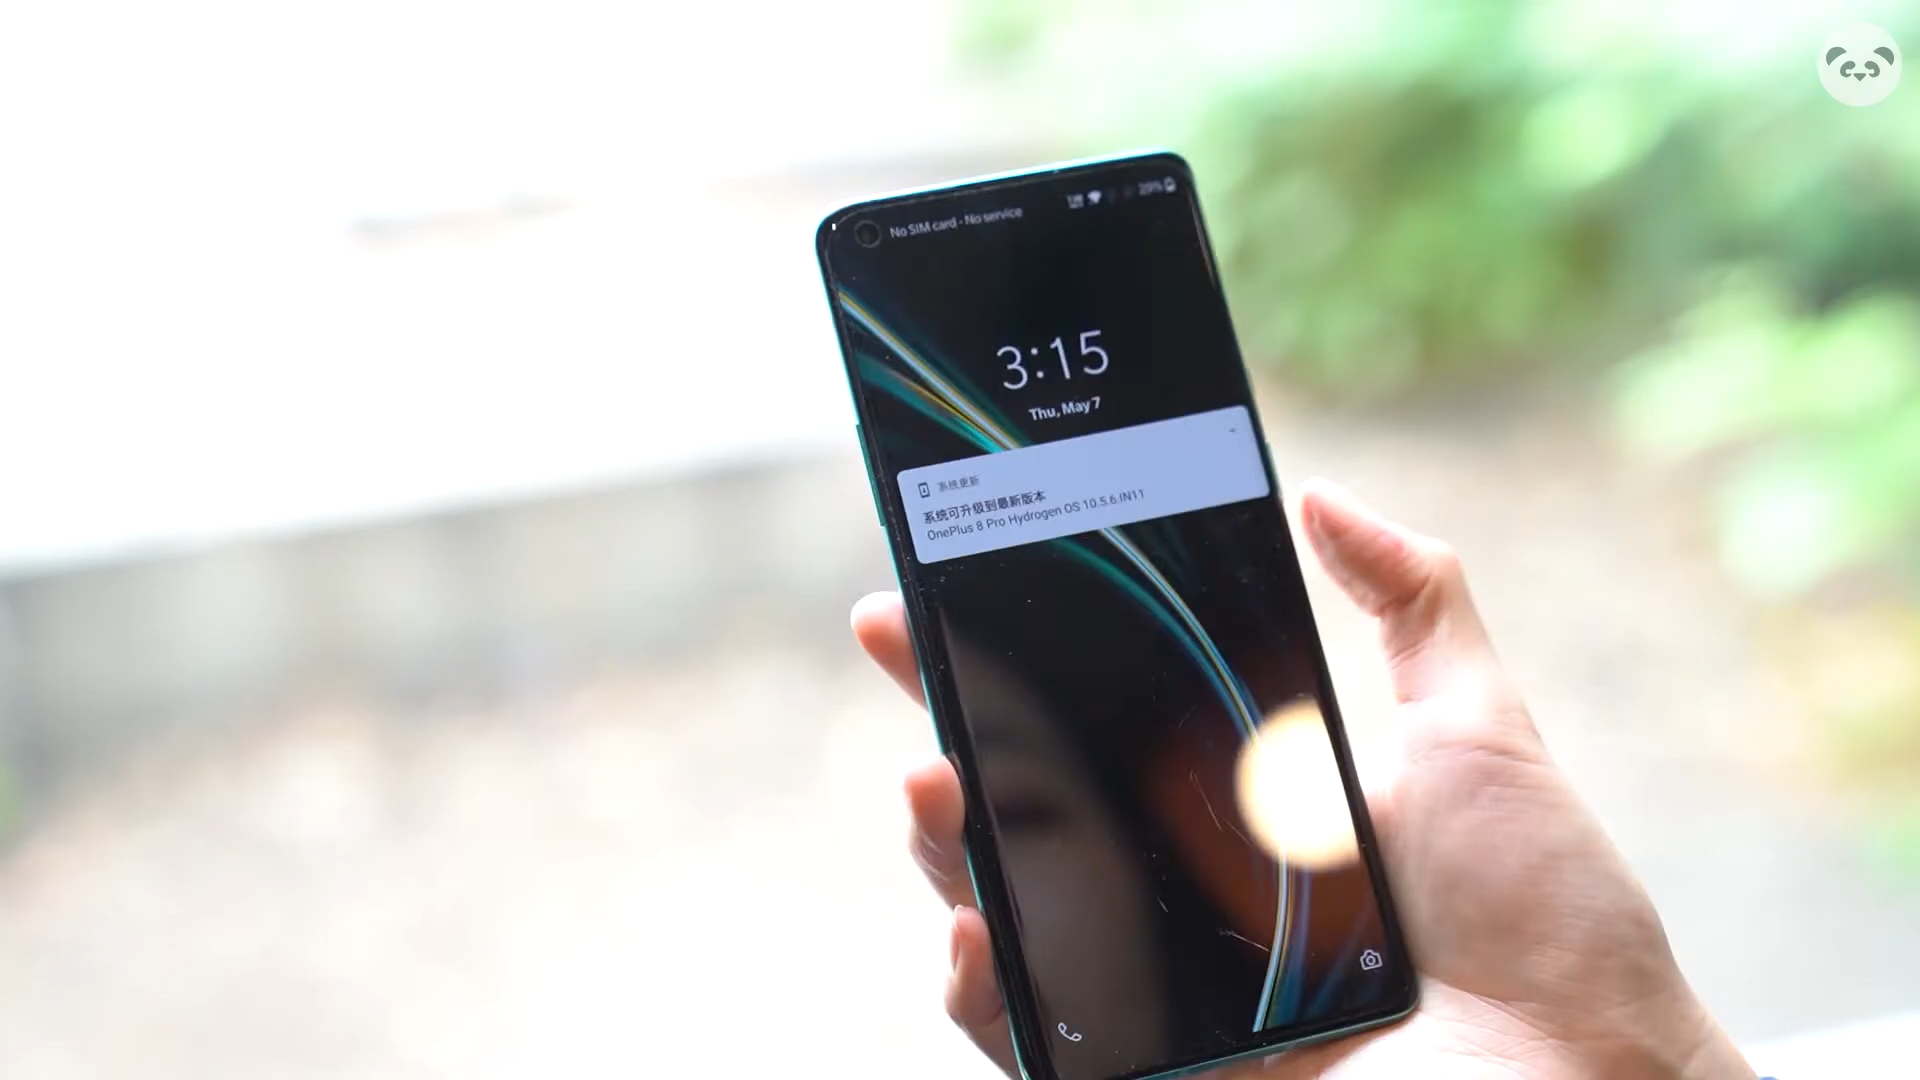 No SIM card - No service
29%
3:15
Thu, May 7
系统更新
系统可升级到最新版本
OnePlus 8 Pro Hydrogen OS 10.5.6.IN11